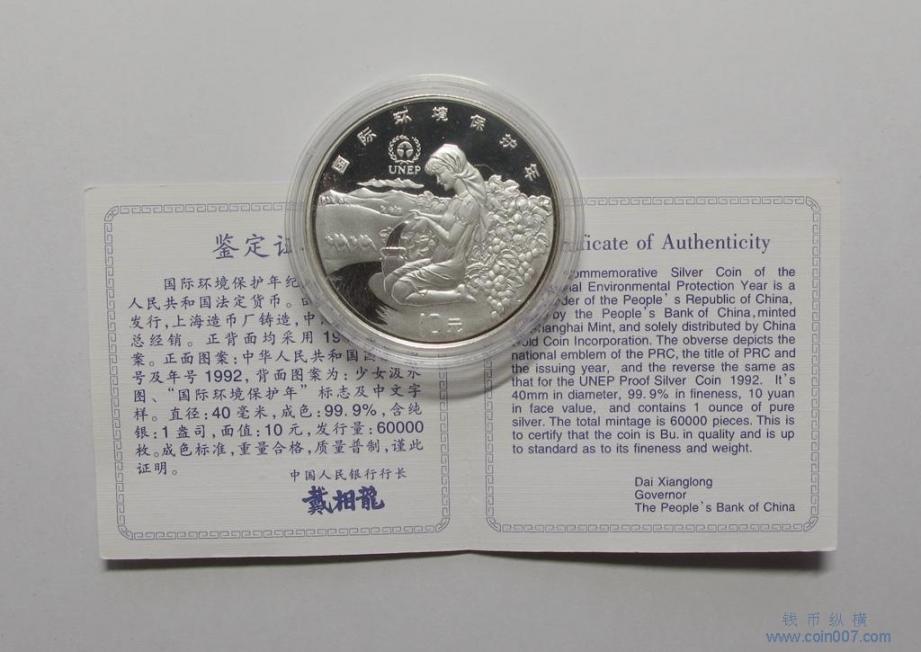 国际环境保护年
UNEP
10元
鉴定证
国际环境保护年纪
人民共和国法定货币。
发行,上海造币厂铸造,中
总经销。正背面均采用19
案。正面图案:中华人民共和国国
号及年号1992,背面图案为:少女汲水
图、“国际环境保护年”标志及中文字
样。直径:40毫米,成色:99.9%,含纯
银:1盎司,面值:10元,发行量:60000
枚。成色标准,重量合格,质量普制,谨此
证明。
中国人民银行行长
戴相龍
ficate of Authenticity
ommemorative Silver Coin of the
nal Environmental Protection Year is a
der of the People's Republic of China,
by the People's Bank of China, minted
Shanghai Mint, and solely distributed by China
Gold Coin Incorporation. The obverse depicts the
national emblem of the PRC, the title of PRC and
the issuing year, and the reverse the same as
that for the UNEP Proof Silver Coin 1992. It's
40mm in diameter, 99.9% in fineness, 10 yuan
in face value, and contains 1 ounce of pure
silver. The total mintage is 60000 pieces. This is
to certify that the coin is Bu. in quality and is up
to standard as to its fineness and weight.
Dai Xianglong
Governor
The People's Bank of China
钱币纵横
www.coin007.com